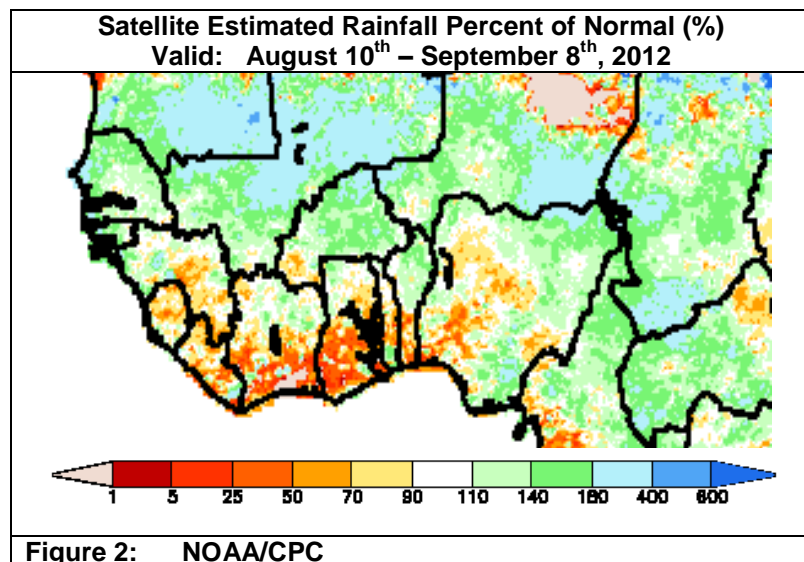 Satellite Estimated Rainfall Percent of Normal (%)
Valid: August 10th – September 8th, 2012
1 5 25 50 70 90 110 140 180 400 600
Figure 2: NOAA/CPC